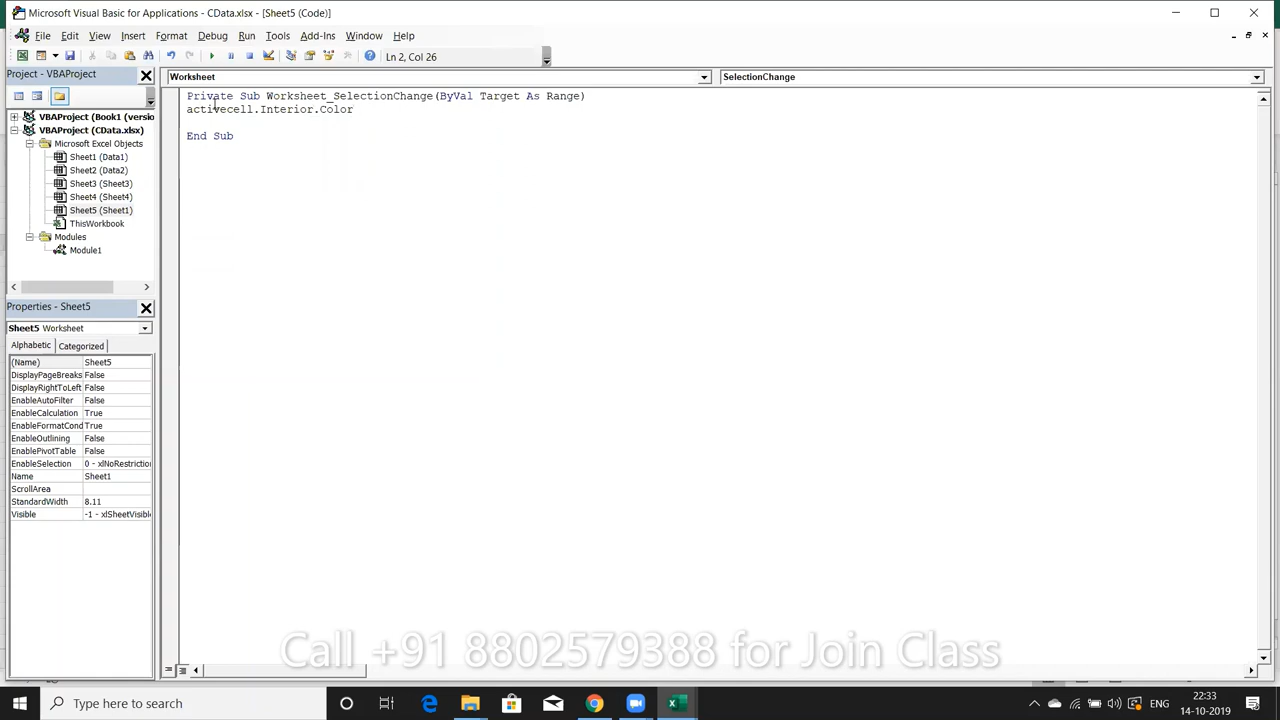 Microsoft Visual Basic for Applications - CData.xlsx - [Sheet5 (Code)]
File Edit View Insert Format Debug Run Tools Add-Ins Window Help
Ln 2, Col 26
Project - VBAProject
Worksheet
SelectionChange
VBAProject (Book1 (versio
VBAProject (CData.xlsx)
Microsoft Excel Objects
Sheet1 (Data1)
Sheet2 (Data2)
Sheet3 (Sheet3)
Sheet4 (Sheet4)
Sheet5 (Sheet1)
ThisWorkbook
Modules
Module1
Private Sub Worksheet_SelectionChange(ByVal Target As Range)
activecell.Interior.Color
End Sub
Properties - Sheet5
Sheet5 Worksheet
Alphabetic Categorized
(Name) Sheet5
DisplayPageBreaks False
DisplayRightToLeft False
EnableAutoFilter False
EnableCalculation True
EnableFormatCond True
EnableOutlining False
EnablePivotTable False
EnableSelection 0 - xlNoRestriction
Name Sheet1
ScrollArea
StandardWidth 8.11
Visible -1 - xlSheetVisible
Call +91 8802579388 for Join Class
Type here to search
ENG
22:33
14-10-2019